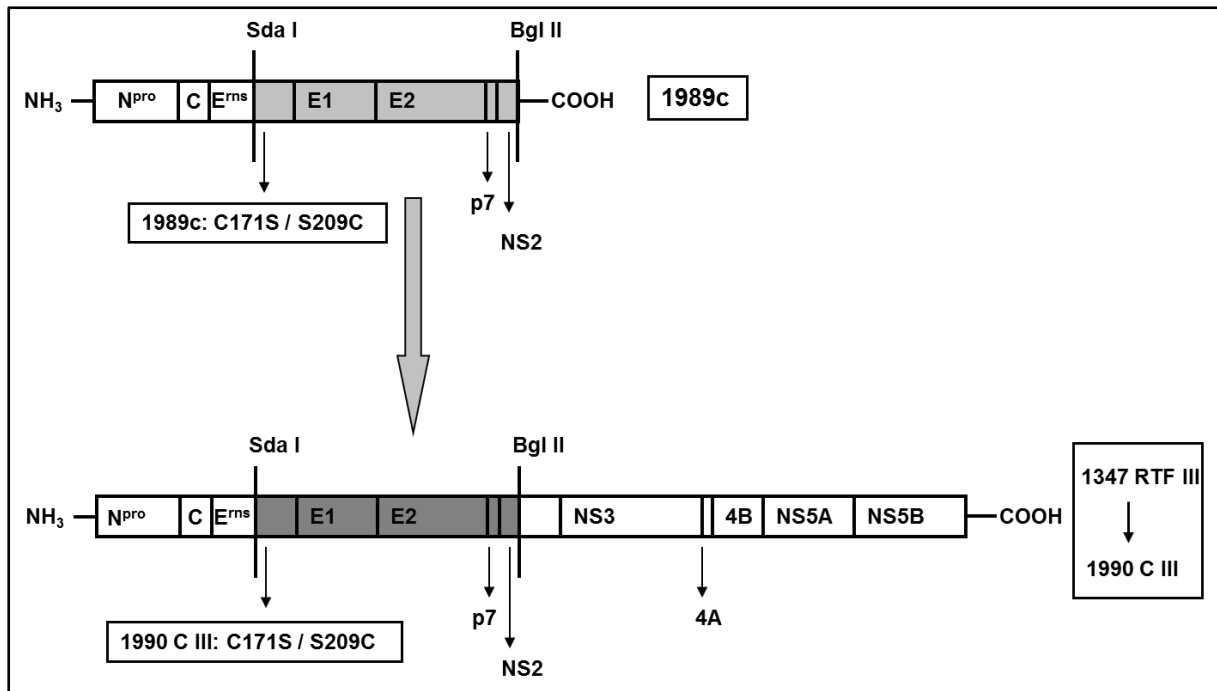 Sda I
Bgl II
NH₃
Nᵖʳᵒ
C
Eʳⁿˢ
E1
E2
COOH
1989c
1989c: C171S / S209C
p7
NS2
Sda I
Bgl II
NH₃
Nᵖʳᵒ
C
Eʳⁿˢ
E1
E2
NS3
4B
NS5A
NS5B
COOH
1347 RTF III
1990 C III
1990 C III: C171S / S209C
p7
NS2
4A